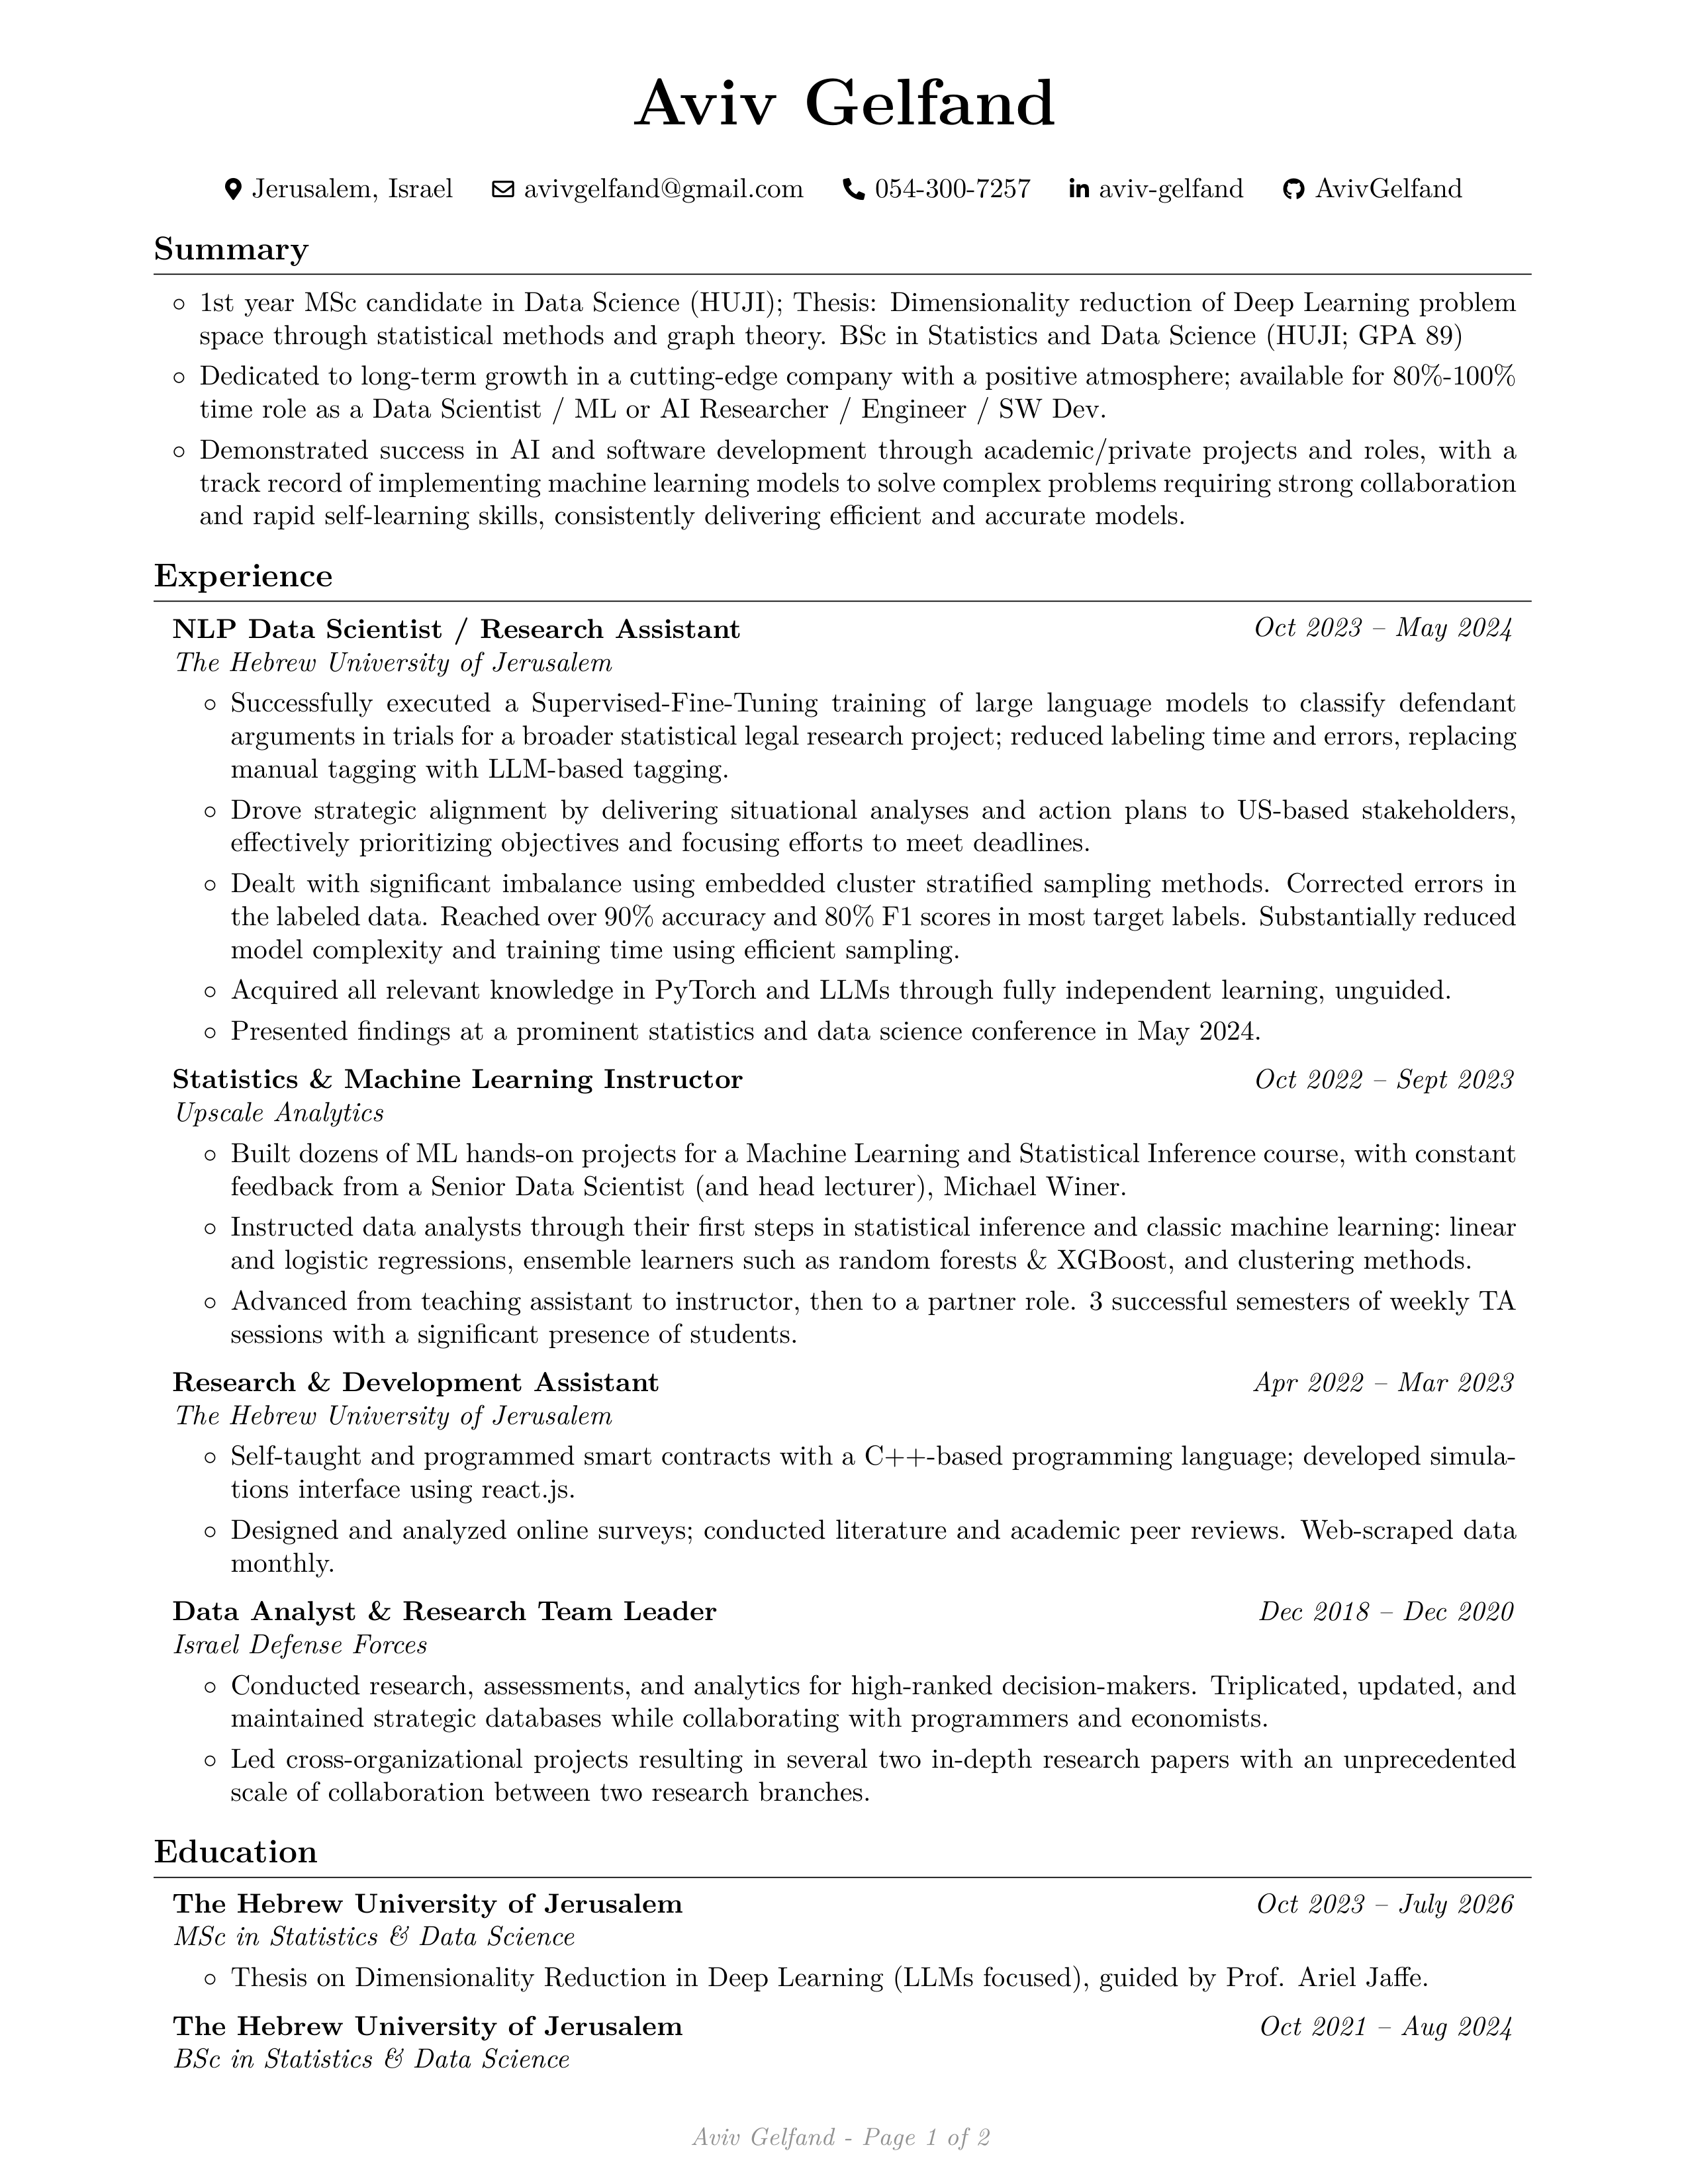 Aviv Gelfand
Jerusalem, Israel avivgelfand@gmail.com 054-300-7257 aviv-gelfand AvivGelfand
Summary
◦ 1st year MSc candidate in Data Science (HUJI); Thesis: Dimensionality reduction of Deep Learning problem
space through statistical methods and graph theory. BSc in Statistics and Data Science (HUJI; GPA 89)
◦ Dedicated to long-term growth in a cutting-edge company with a positive atmosphere; available for 80%-100%
time role as a Data Scientist / ML or AI Researcher / Engineer / SW Dev.
◦ Demonstrated success in AI and software development through academic/private projects and roles, with a
track record of implementing machine learning models to solve complex problems requiring strong collaboration
and rapid self-learning skills, consistently delivering efficient and accurate models.
Experience
NLP Data Scientist / Research Assistant Oct 2023 – May 2024
The Hebrew University of Jerusalem
◦ Successfully executed a Supervised-Fine-Tuning training of large language models to classify defendant
arguments in trials for a broader statistical legal research project; reduced labeling time and errors, replacing
manual tagging with LLM-based tagging.
◦ Drove strategic alignment by delivering situational analyses and action plans to US-based stakeholders,
effectively prioritizing objectives and focusing efforts to meet deadlines.
◦ Dealt with significant imbalance using embedded cluster stratified sampling methods. Corrected errors in
the labeled data. Reached over 90% accuracy and 80% F1 scores in most target labels. Substantially reduced
model complexity and training time using efficient sampling.
◦ Acquired all relevant knowledge in PyTorch and LLMs through fully independent learning, unguided.
◦ Presented findings at a prominent statistics and data science conference in May 2024.
Statistics & Machine Learning Instructor Oct 2022 – Sept 2023
Upscale Analytics
◦ Built dozens of ML hands-on projects for a Machine Learning and Statistical Inference course, with constant
feedback from a Senior Data Scientist (and head lecturer), Michael Winer.
◦ Instructed data analysts through their first steps in statistical inference and classic machine learning: linear
and logistic regressions, ensemble learners such as random forests & XGBoost, and clustering methods.
◦ Advanced from teaching assistant to instructor, then to a partner role. 3 successful semesters of weekly TA
sessions with a significant presence of students.
Research & Development Assistant Apr 2022 – Mar 2023
The Hebrew University of Jerusalem
◦ Self-taught and programmed smart contracts with a C++-based programming language; developed simula-
tions interface using react.js.
◦ Designed and analyzed online surveys; conducted literature and academic peer reviews. Web-scraped data
monthly.
Data Analyst & Research Team Leader Dec 2018 – Dec 2020
Israel Defense Forces
◦ Conducted research, assessments, and analytics for high-ranked decision-makers. Triplicated, updated, and
maintained strategic databases while collaborating with programmers and economists.
◦ Led cross-organizational projects resulting in several two in-depth research papers with an unprecedented
scale of collaboration between two research branches.
Education
The Hebrew University of Jerusalem Oct 2023 – July 2026
MSc in Statistics & Data Science
◦ Thesis on Dimensionality Reduction in Deep Learning (LLMs focused), guided by Prof. Ariel Jaffe.
The Hebrew University of Jerusalem Oct 2021 – Aug 2024
BSc in Statistics & Data Science
Aviv Gelfand - Page 1 of 2